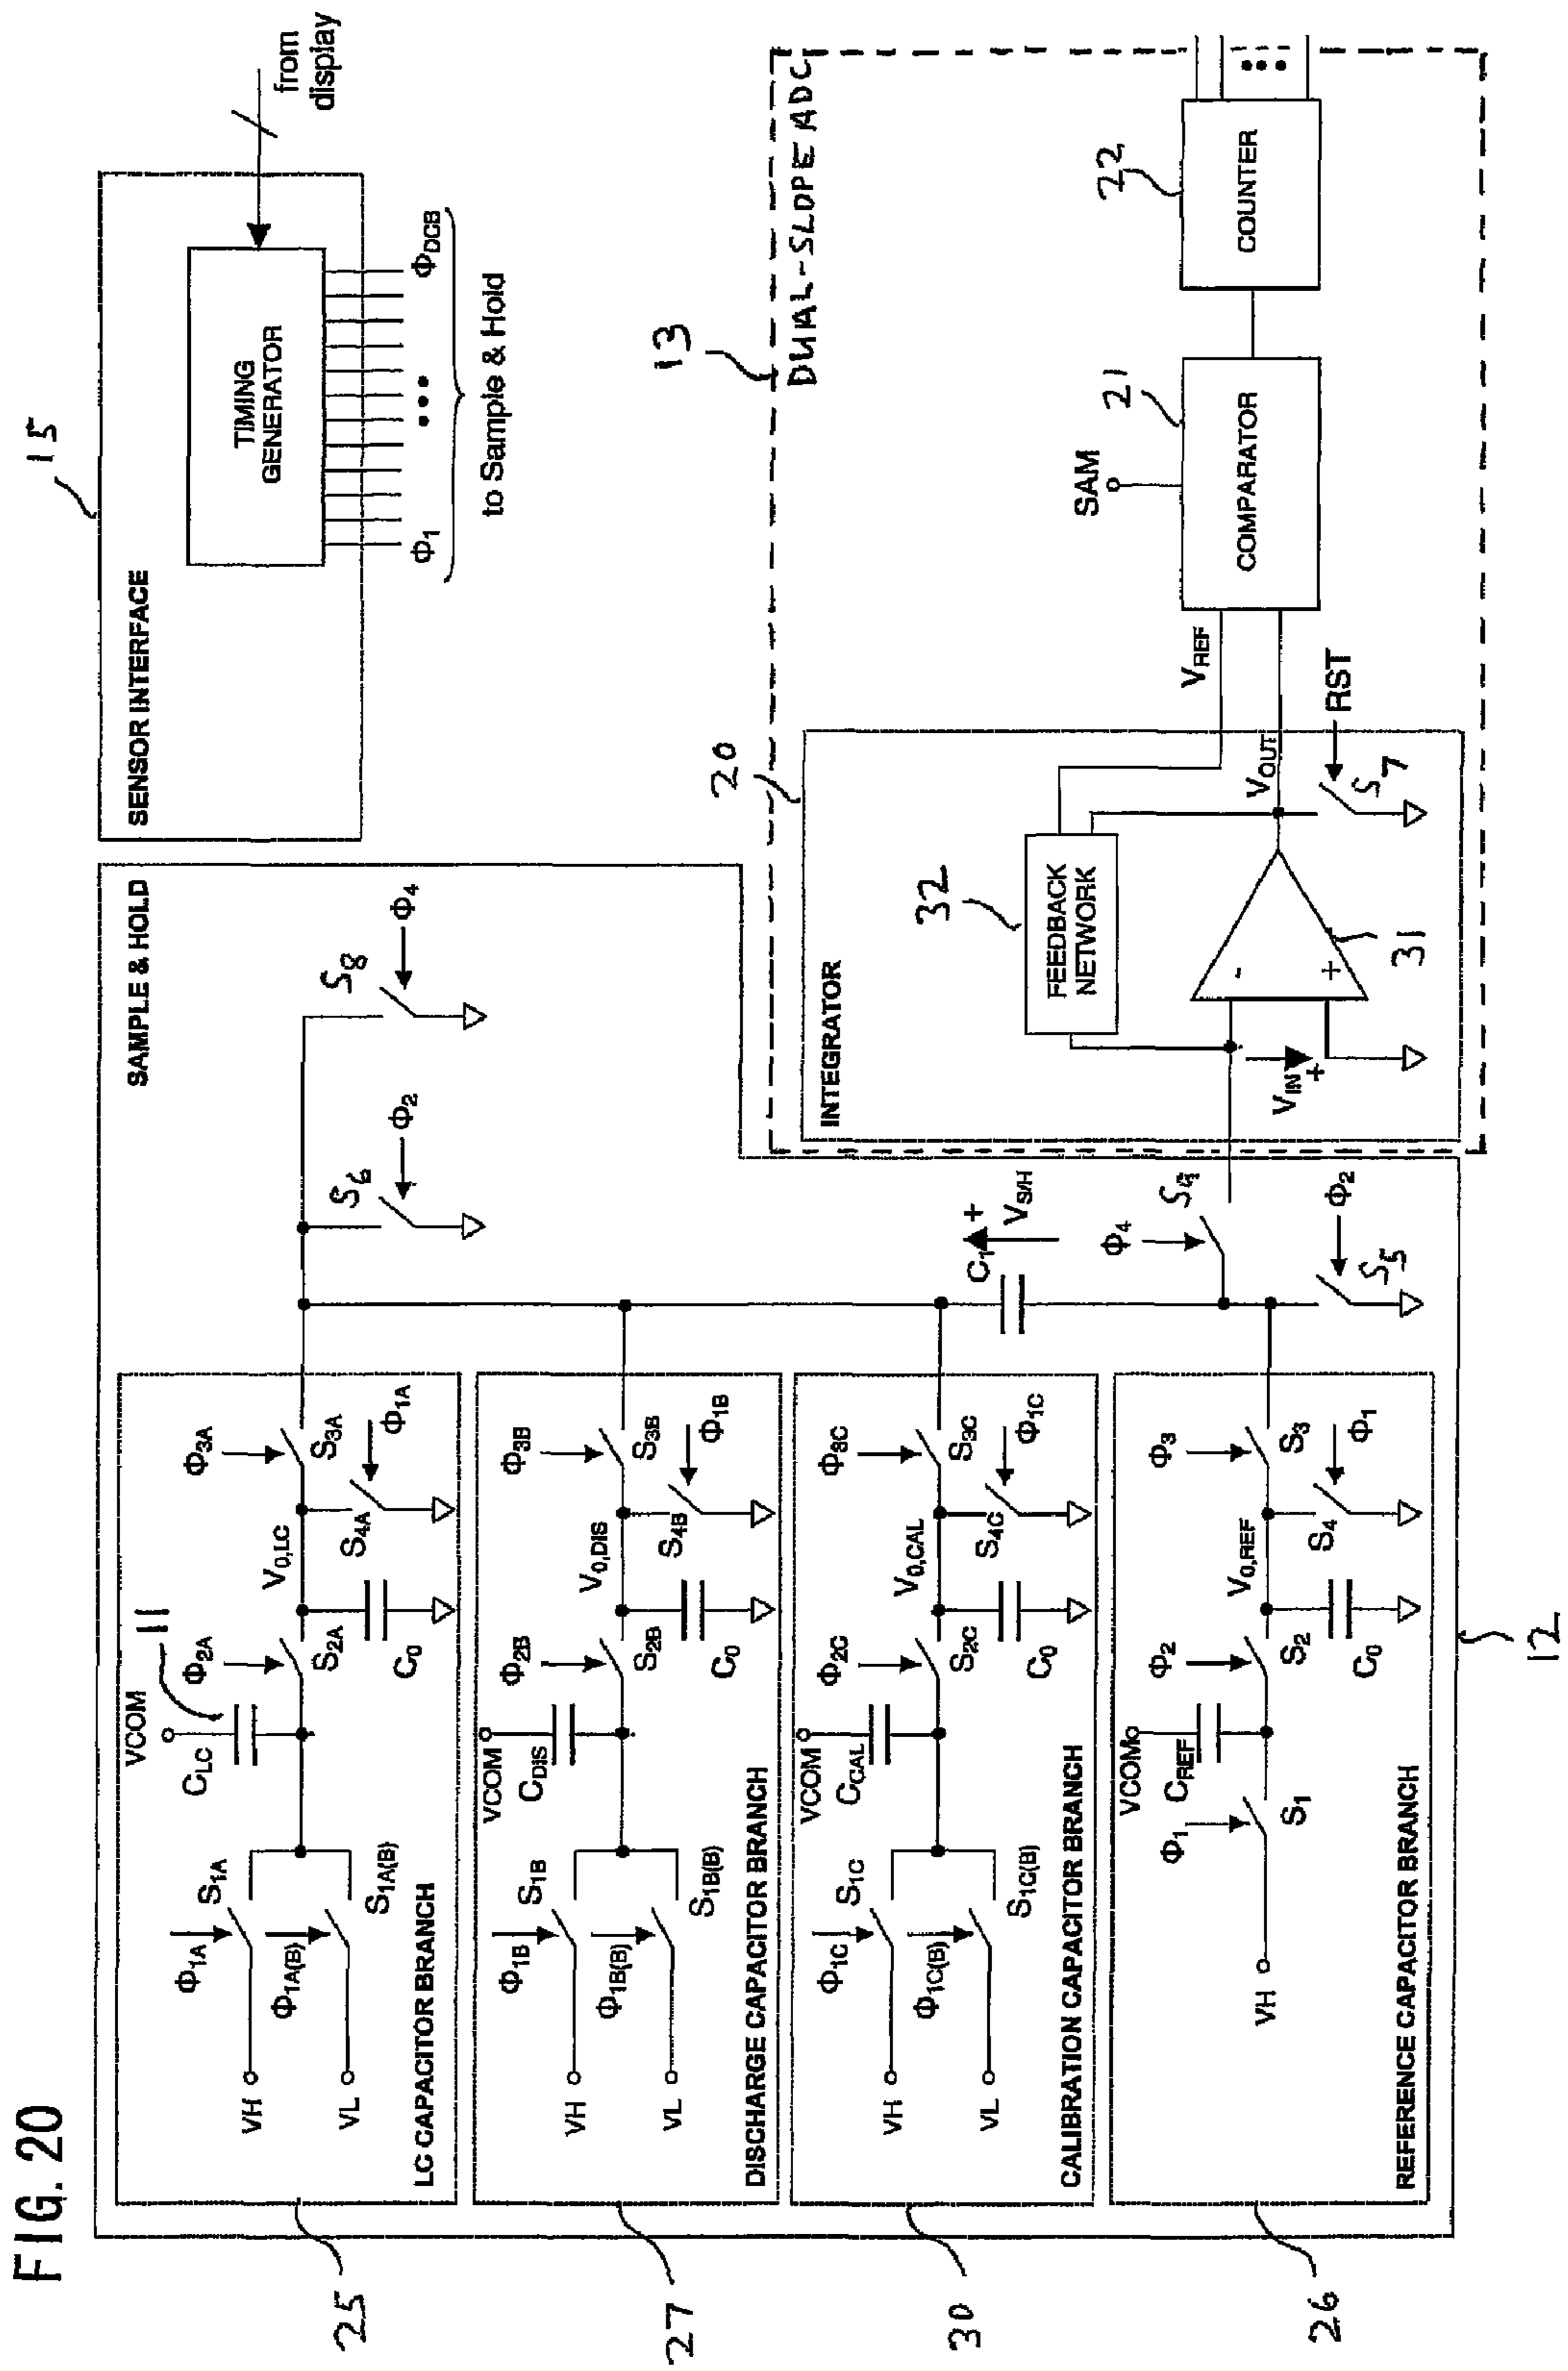 FIG. 20
15
SENSOR INTERFACE
TIMING
GENERATOR
from
display
Φ1
•••
ΦDCB
to Sample & Hold
SAMPLE & HOLD
25
LC CAPACITOR BRANCH
VH
VL
Φ1A
S1A
Φ1A(B)
S1A(B)
VCOM
CLC
11
Φ2A
S2A
C0
V0,LC
S4A
Φ1A
Φ3A
S3A
S6
Φ2
S8
Φ4
27
DISCHARGE CAPACITOR BRANCH
VH
VL
Φ1B
S1B
Φ1B(B)
S1B(B)
VCOM
CDIS
Φ2B
S2B
C0
V0,DIS
S4B
Φ1B
Φ3B
S3B
30
CALIBRATION CAPACITOR BRANCH
VH
VL
Φ1C
S1C
Φ1C(B)
S1C(B)
VCOM
CCAL
Φ2C
S2C
C0
V0,CAL
S4C
Φ1C
Φ3C
S3C
C1
+
VS/H
26
REFERENCE CAPACITOR BRANCH
VH
Φ1
S1
VCOM
CREF
Φ2
S2
C0
V0,REF
S4
Φ1
Φ3
S3
Φ4
S9
Φ2
S5
12
13
DUAL-SLOPE ADC
20
INTEGRATOR
32
FEEDBACK
NETWORK
VIN
+
-
+
31
VOUT
VREF
S7
RST
SAM
21
COMPARATOR
22
COUNTER
•••